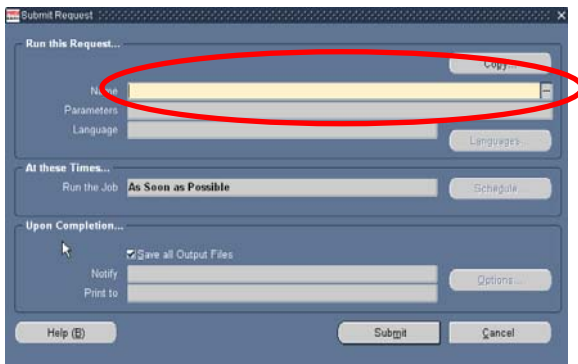 Submit Request
Run this Request...
Copy...
Name
Parameters
Language
Languages...
At these Times...
Run the Job As Soon as Possible
Schedule...
Upon Completion...
Save all Output Files
Notify
Options...
Print to
Help (B)
Submit
Cancel